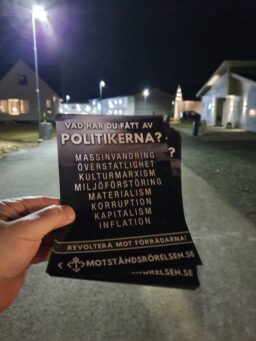 VAD HAR DU FÅTT AV
POLITIKERNA?
MASSINVANDRING
ÖVERSTATLIGHET
KULTURMARXISM
MILJÖFÖRSTÖRING
MATERIALISM
KORRUPTION
KAPITALISM
INFLATION
REVOLTERA MOT FÖRRÄDARNA!
MOTSTÅNDSRÖRELSEN.SE
?
SRÖRELSEN.SE